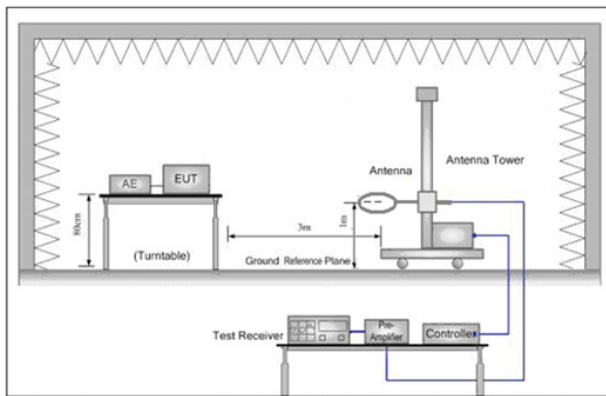 AE
EUT
80cm
(Turntable)
3m
Antenna
Antenna Tower
1m
Ground Reference Plane
Test Receiver
Pre-
Amplifier
Controller